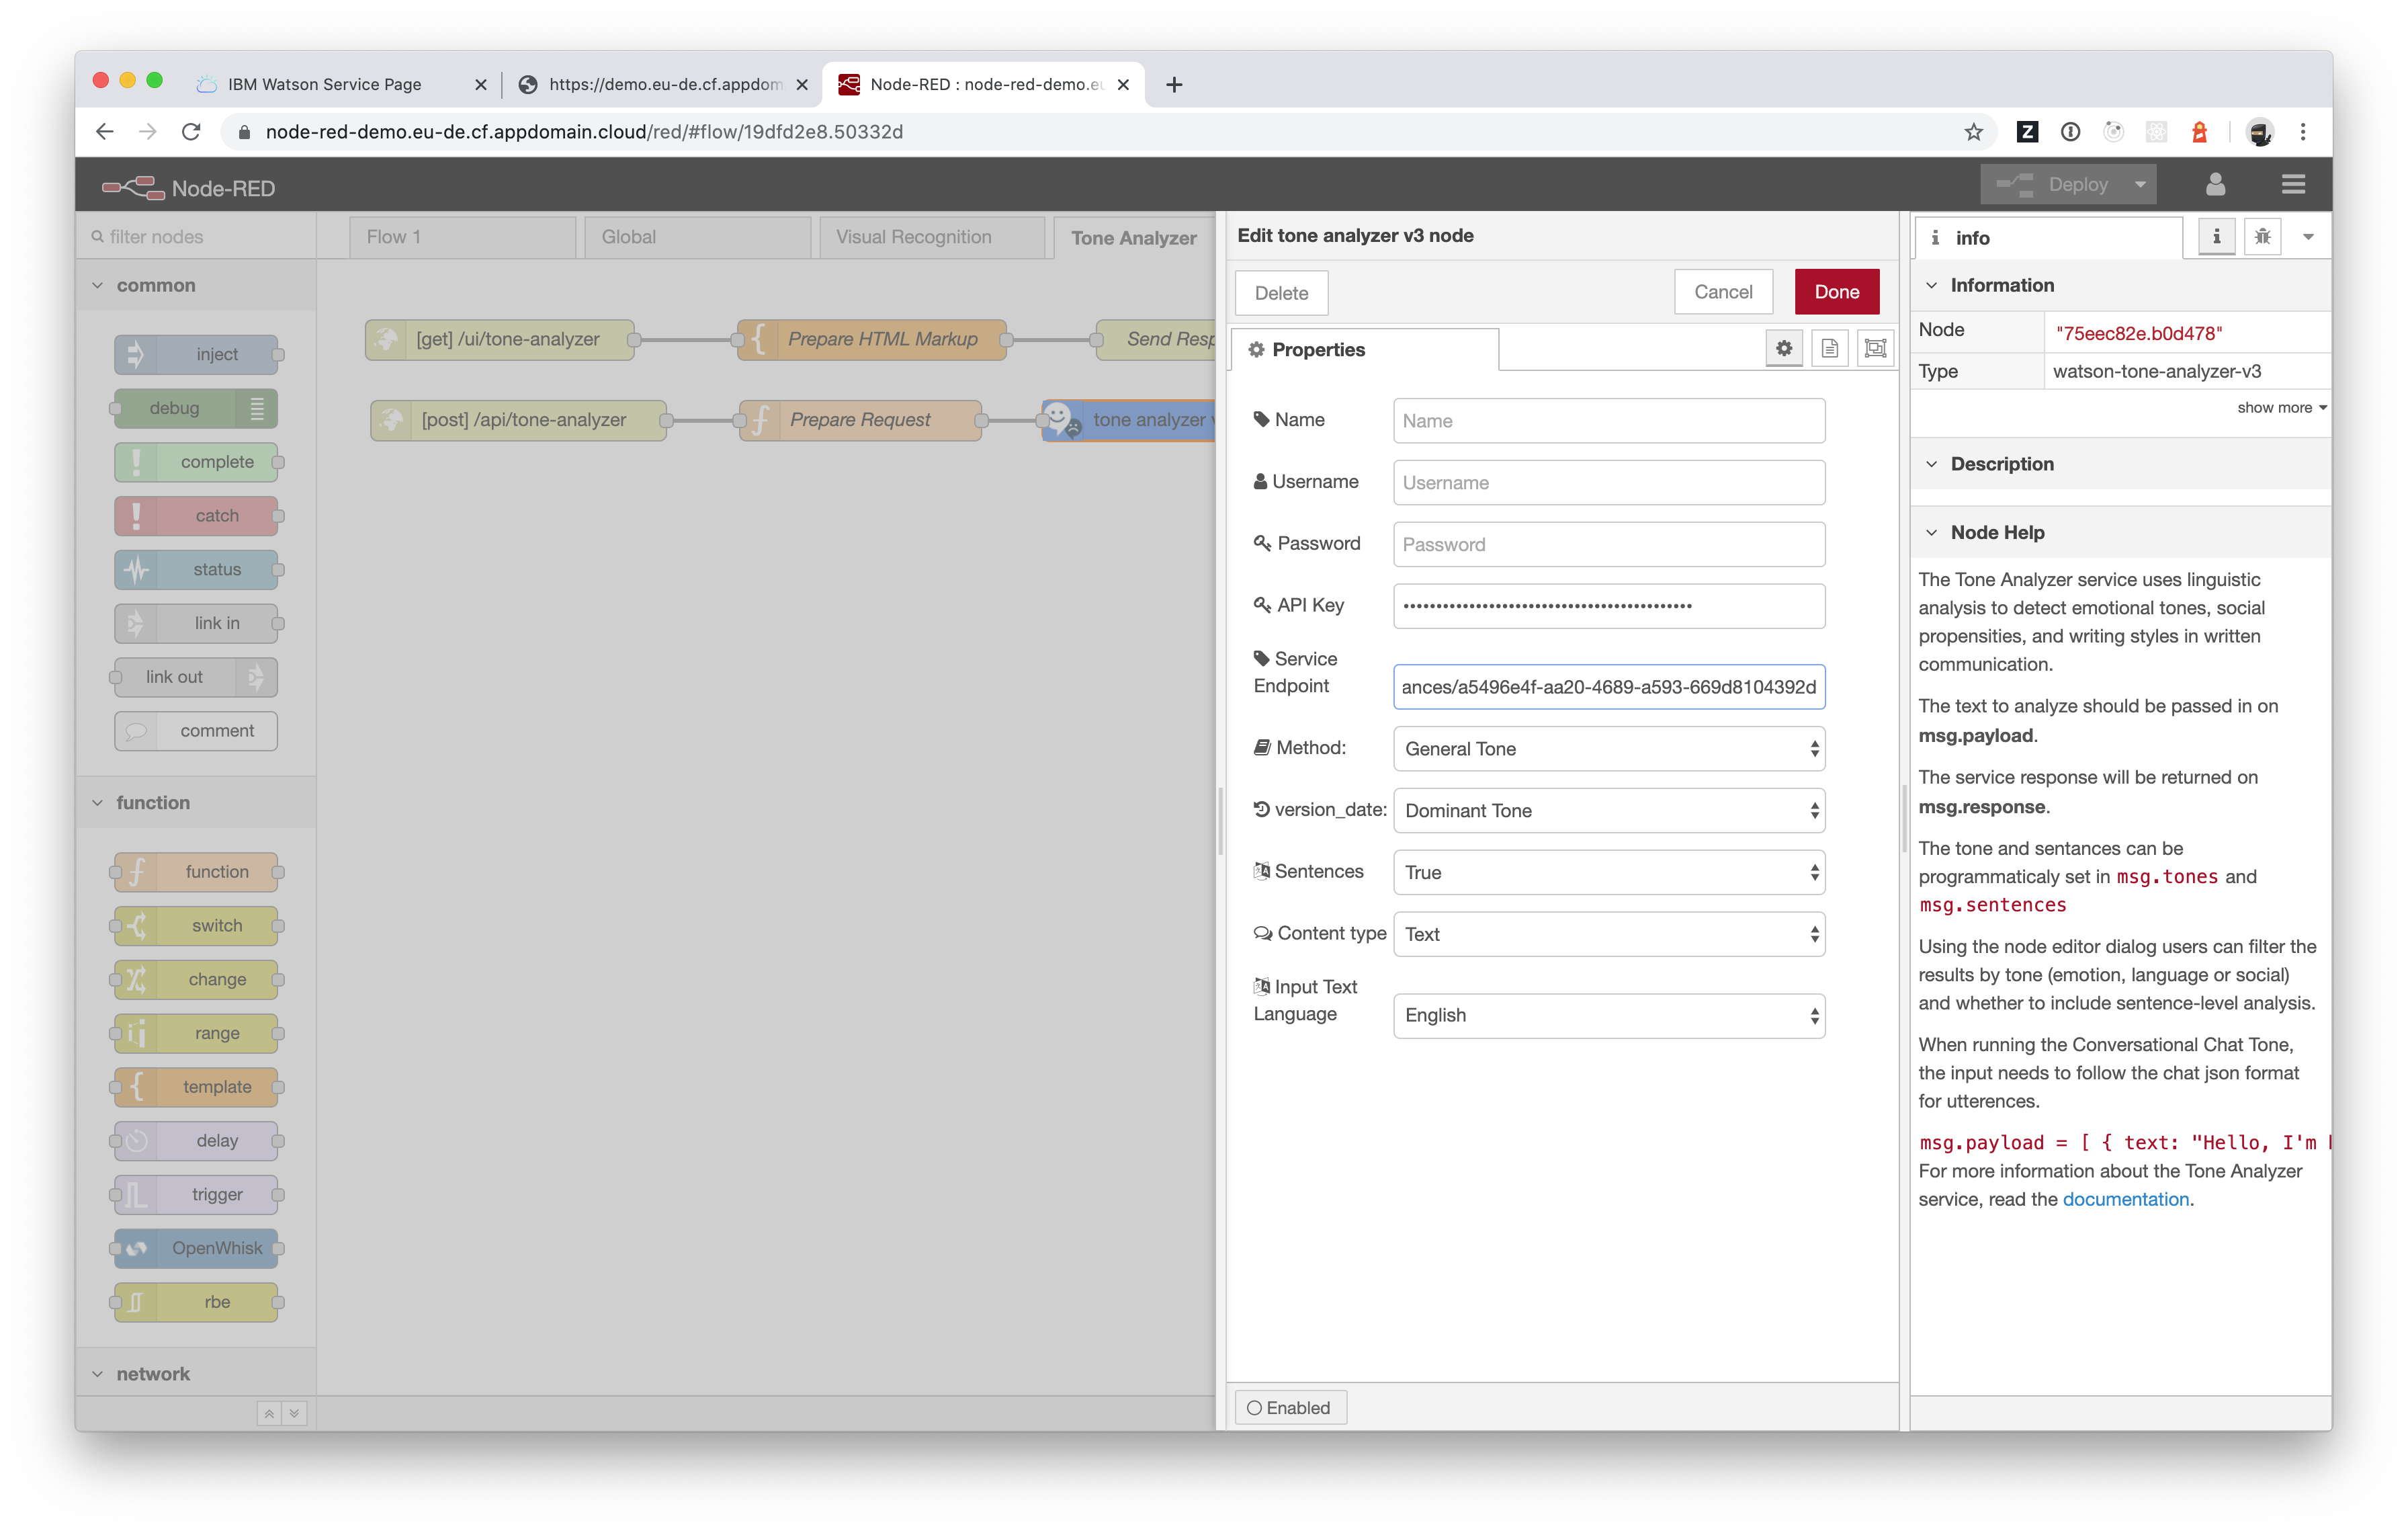 IBM Watson Service Page
https://demo.eu-de.cf.appdom
Node-RED : node-red-demo.eu
node-red-demo.eu-de.cf.appdomain.cloud/red/#flow/19dfd2e8.50332d
Node-RED
Deploy
filter nodes
Flow 1
Global
Visual Recognition
Tone Analyzer
common
inject
debug
complete
catch
status
link in
link out
comment
function
function
switch
change
range
template
delay
trigger
OpenWhisk
rbe
network
[get] /ui/tone-analyzer
Prepare HTML Markup
Send Resp
[post] /api/tone-analyzer
Prepare Request
tone analyzer
Edit tone analyzer v3 node
Delete
Cancel
Done
Properties
Name
Name
Username
Username
Password
Password
API Key
••••••••••••••••••••••••••••••••••••••••••••
Service
Endpoint
ances/a5496e4f-aa20-4689-a593-669d8104392d
Method:
General Tone
version_date:
Dominant Tone
Sentences
True
Content type
Text
Input Text
Language
English
Enabled
info
Information
Node
"75eec82e.b0d478"
Type
watson-tone-analyzer-v3
show more
Description
Node Help
The Tone Analyzer service uses linguistic
analysis to detect emotional tones, social
propensities, and writing styles in written
communication.
The text to analyze should be passed in on
msg.payload.
The service response will be returned on
msg.response.
The tone and sentances can be
programmaticaly set in msg.tones and
msg.sentences
Using the node editor dialog users can filter the
results by tone (emotion, language or social)
and whether to include sentence-level analysis.
When running the Conversational Chat Tone,
the input needs to follow the chat json format
for utterences.
msg.payload = [ { text: "Hello, I'm
For more information about the Tone Analyzer
service, read the documentation.